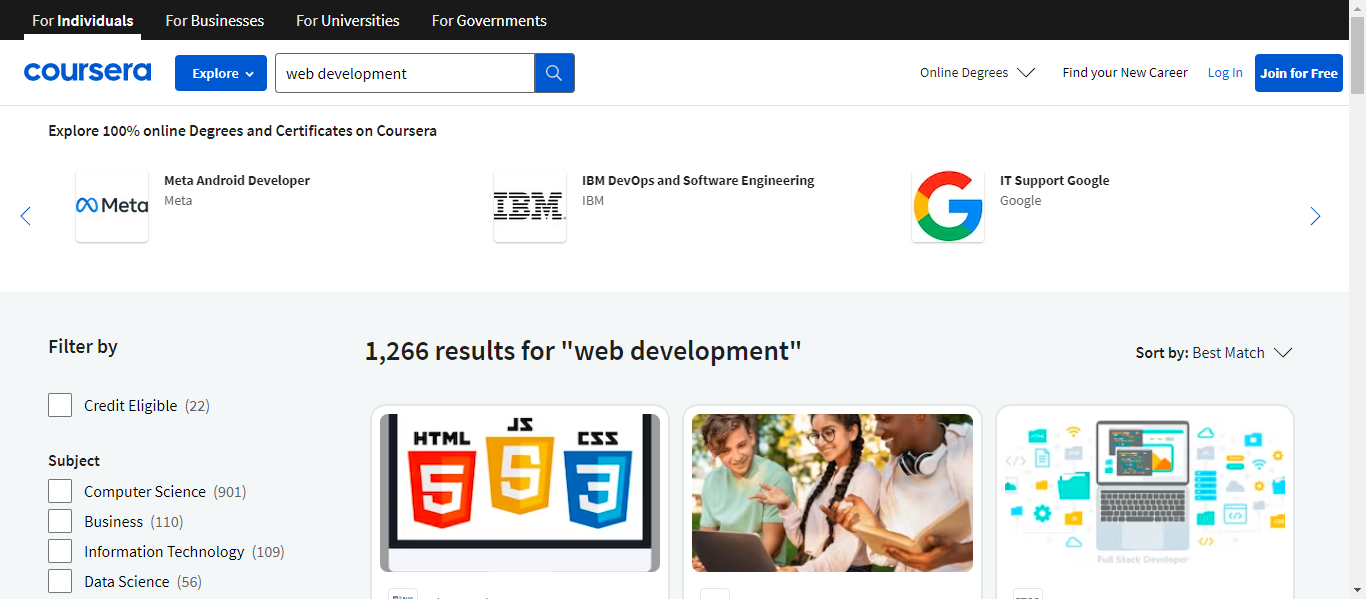 For Individuals For Businesses For Universities For Governments
coursera Explore web development Online Degrees Find your New Career Log In Join for Free
Explore 100% online Degrees and Certificates on Coursera
Meta Meta Android Developer
Meta
IBM IBM DevOps and Software Engineering
IBM
G IT Support Google
Google
Filter by
1,266 results for "web development"
Sort by: Best Match
Credit Eligible (22)
Subject
Computer Science (901)
Business (110)
Information Technology (109)
Data Science (56)
HTML JS CSS
5 5 3
Full Stack Developer